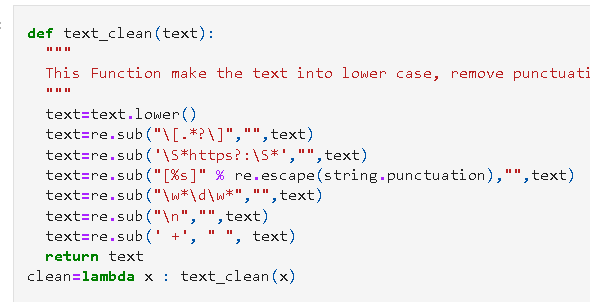 def text_clean(text):
"""
This Function make the text into lower case, remove
"""
text=text.lower()
text=re.sub("\[.*?\]","",text)
text=re.sub('\S*https?:\S*',"",text)
text=re.sub("[%s]" % re.escape(string.punctuation),"",text)
text=re.sub("\w*\d\w*","",text)
text=re.sub("\n","",text)
text=re.sub(' +', " ", text)
return text
clean=lambda x : text_clean(x)